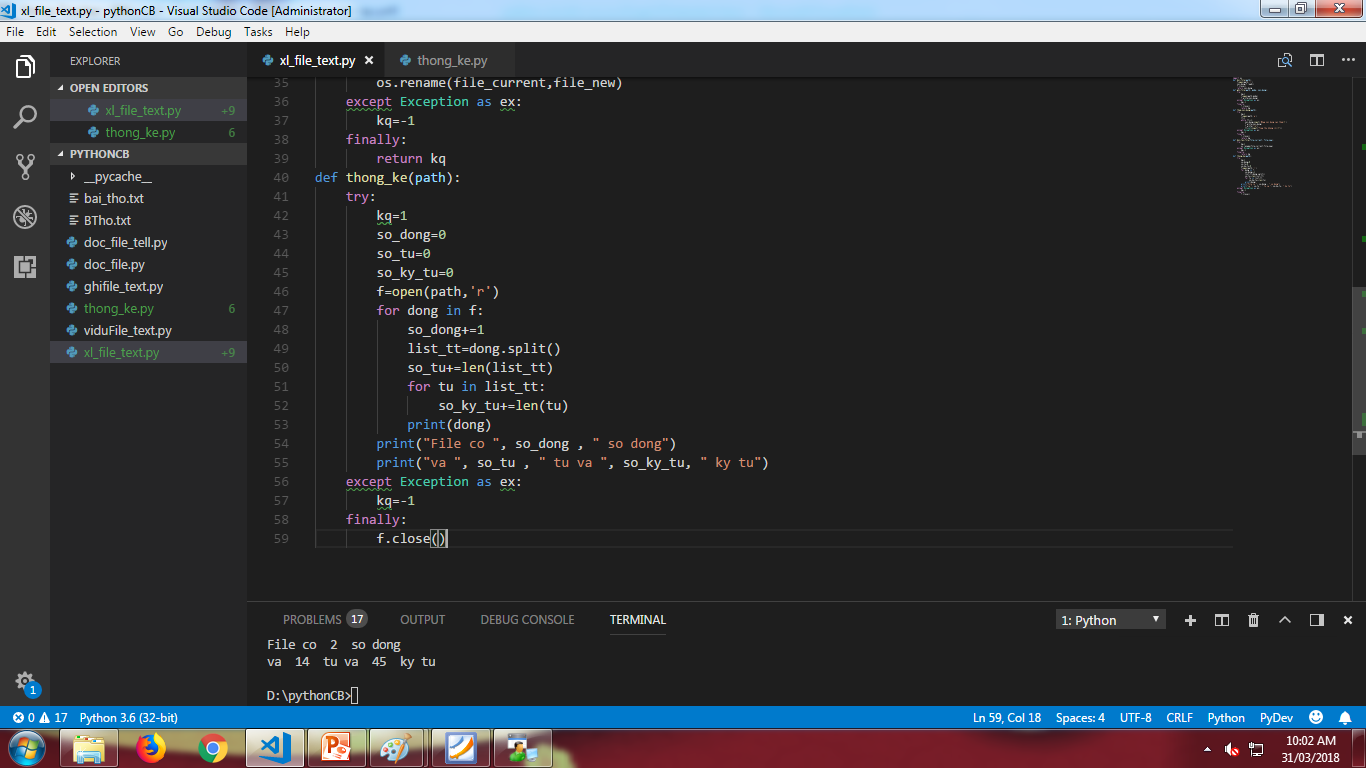 xl_file_text.py - pythonCB - Visual Studio Code [Administrator]
File Edit Selection View Go Debug Tasks Help
EXPLORER
OPEN EDITORS
xl_file_text.py +9
thong_ke.py 6
PYTHONCB
__pycache__
bai_tho.txt
BTho.txt
doc_file_tell.py
doc_file.py
ghifile_text.py
thong_ke.py 6
viduFile_text.py
xl_file_text.py +9
xl_file_text.py thong_ke.py
35 os.rename(file_current,file_new)
36 except Exception as ex:
37 kq=-1
38 finally:
39 return kq
40 def thong_ke(path):
41 try:
42 kq=1
43 so_dong=0
44 so_tu=0
45 so_ky_tu=0
46 f=open(path,'r')
47 for dong in f:
48 so_dong+=1
49 list_tt=dong.split()
50 so_tu+=len(list_tt)
51 for tu in list_tt:
52 so_ky_tu+=len(tu)
53 print(dong)
54 print("File co ", so_dong , " so dong")
55 print("va ", so_tu , " tu va ", so_ky_tu, " ky tu")
56 except Exception as ex:
57 kq=-1
58 finally:
59 f.close()
PROBLEMS 17 OUTPUT DEBUG CONSOLE TERMINAL 1: Python
File co  2  so dong
va  14  tu va  45  ky tu
D:\pythonCB>
1
0 17 Python 3.6 (32-bit) Ln 59, Col 18 Spaces: 4 UTF-8 CRLF Python PyDev
10:02 AM
31/03/2018